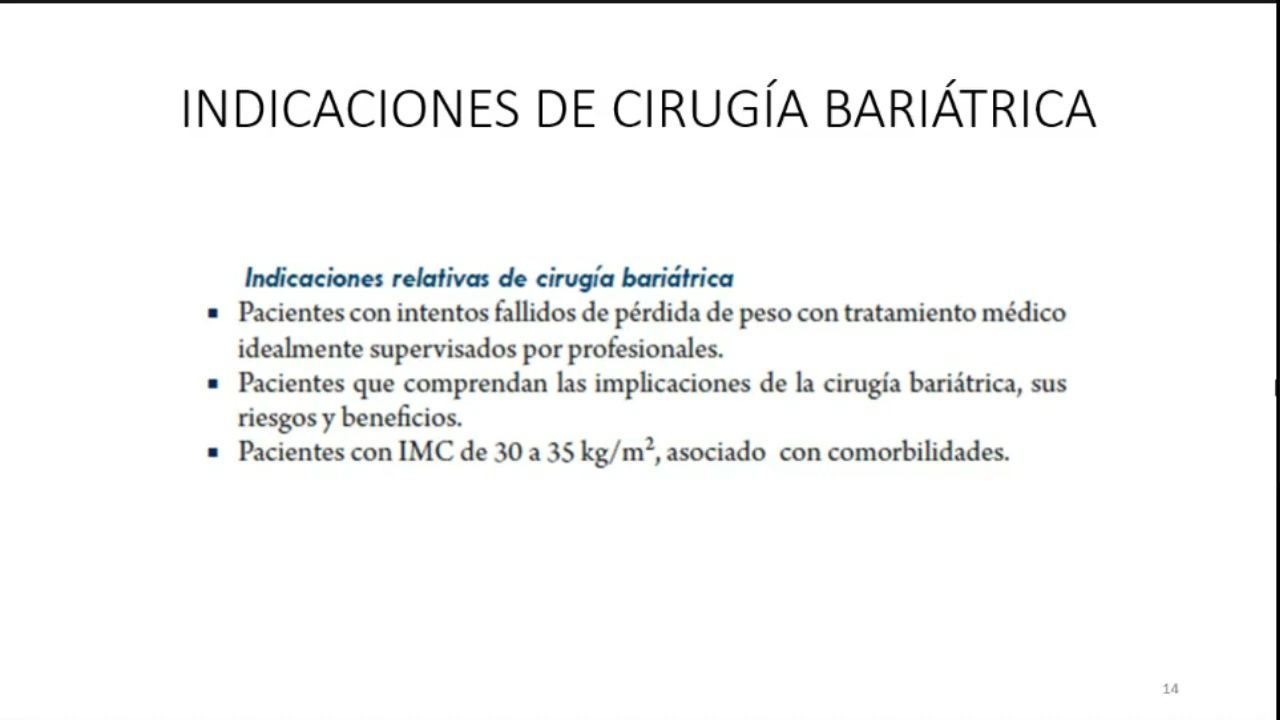 INDICACIONES DE CIRUGÍA BARIÁTRICA
Indicaciones relativas de cirugía bariátrica
▪ Pacientes con intentos fallidos de pérdida de peso con tratamiento médico
idealmente supervisados por profesionales.
▪ Pacientes que comprendan las implicaciones de la cirugía bariátrica, sus
riesgos y beneficios.
▪ Pacientes con IMC de 30 a 35 kg/m², asociado con comorbilidades.
14